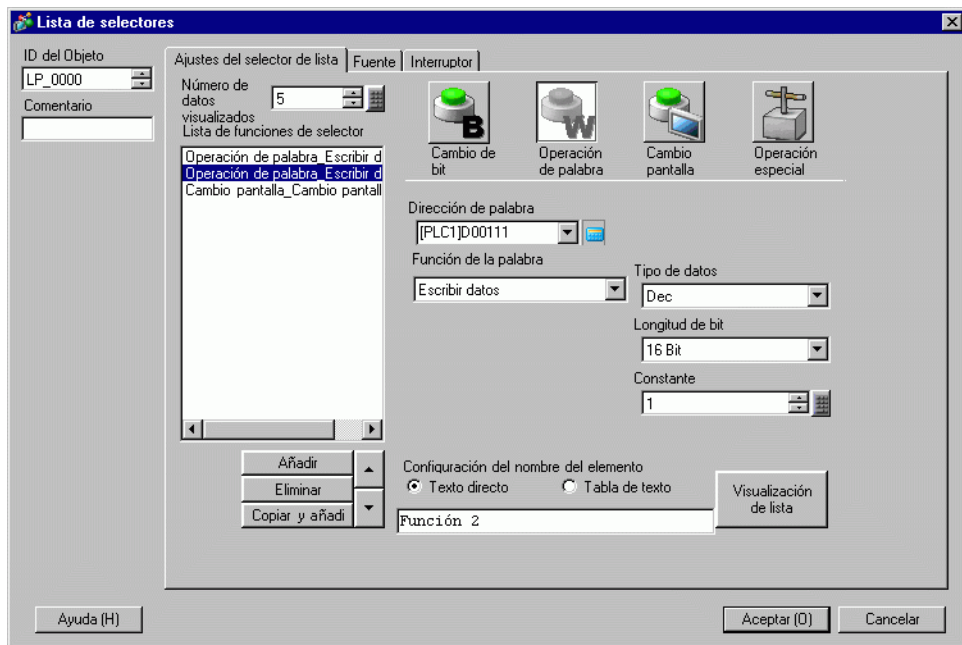 Lista de selectores
ID del Objeto
LP_0000
Comentario
Ajustes del selector de lista
Fuente
Interruptor
Número de
datos
visualizados
5
Lista de funciones de selector
Operación de palabra_Escribir d
Operación de palabra_Escribir d
Cambio pantalla_Cambio pantall
Añadir
Eliminar
Copiar y añadi
B
Cambio de
bit
W
Operación
de palabra
Cambio
pantalla
Operación
especial
Dirección de palabra
[PLC1]D00111
Función de la palabra
Escribir datos
Tipo de datos
Dec
Longitud de bit
16 Bit
Constante
1
Configuración del nombre del elemento
Texto directo
Tabla de texto
Función 2
Visualización
de lista
Ayuda (H)
Aceptar (O)
Cancelar